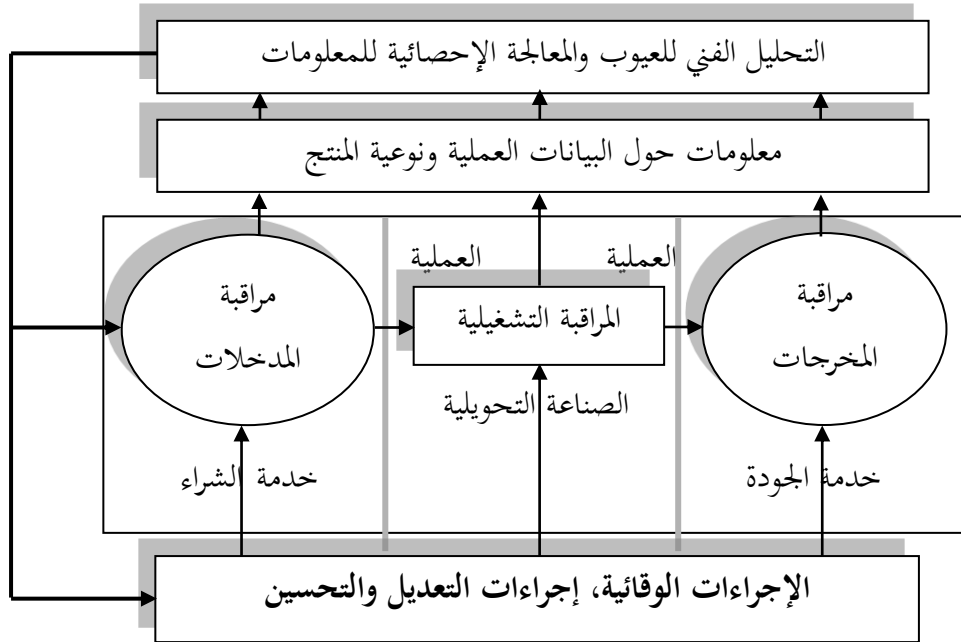 التحليل الفني للعيوب والمعالجة الإحصائية للمعلومات
معلومات حول البيانات العملية ونوعية المنتج
العملية
العملية
مراقبة
المخرجات
المراقبة التشغيلية
مراقبة
المدخلات
الصناعة التحويلية
خدمة الجودة
خدمة الشراء
الإجراءات الوقائية، إجراءات التعديل والتحسين